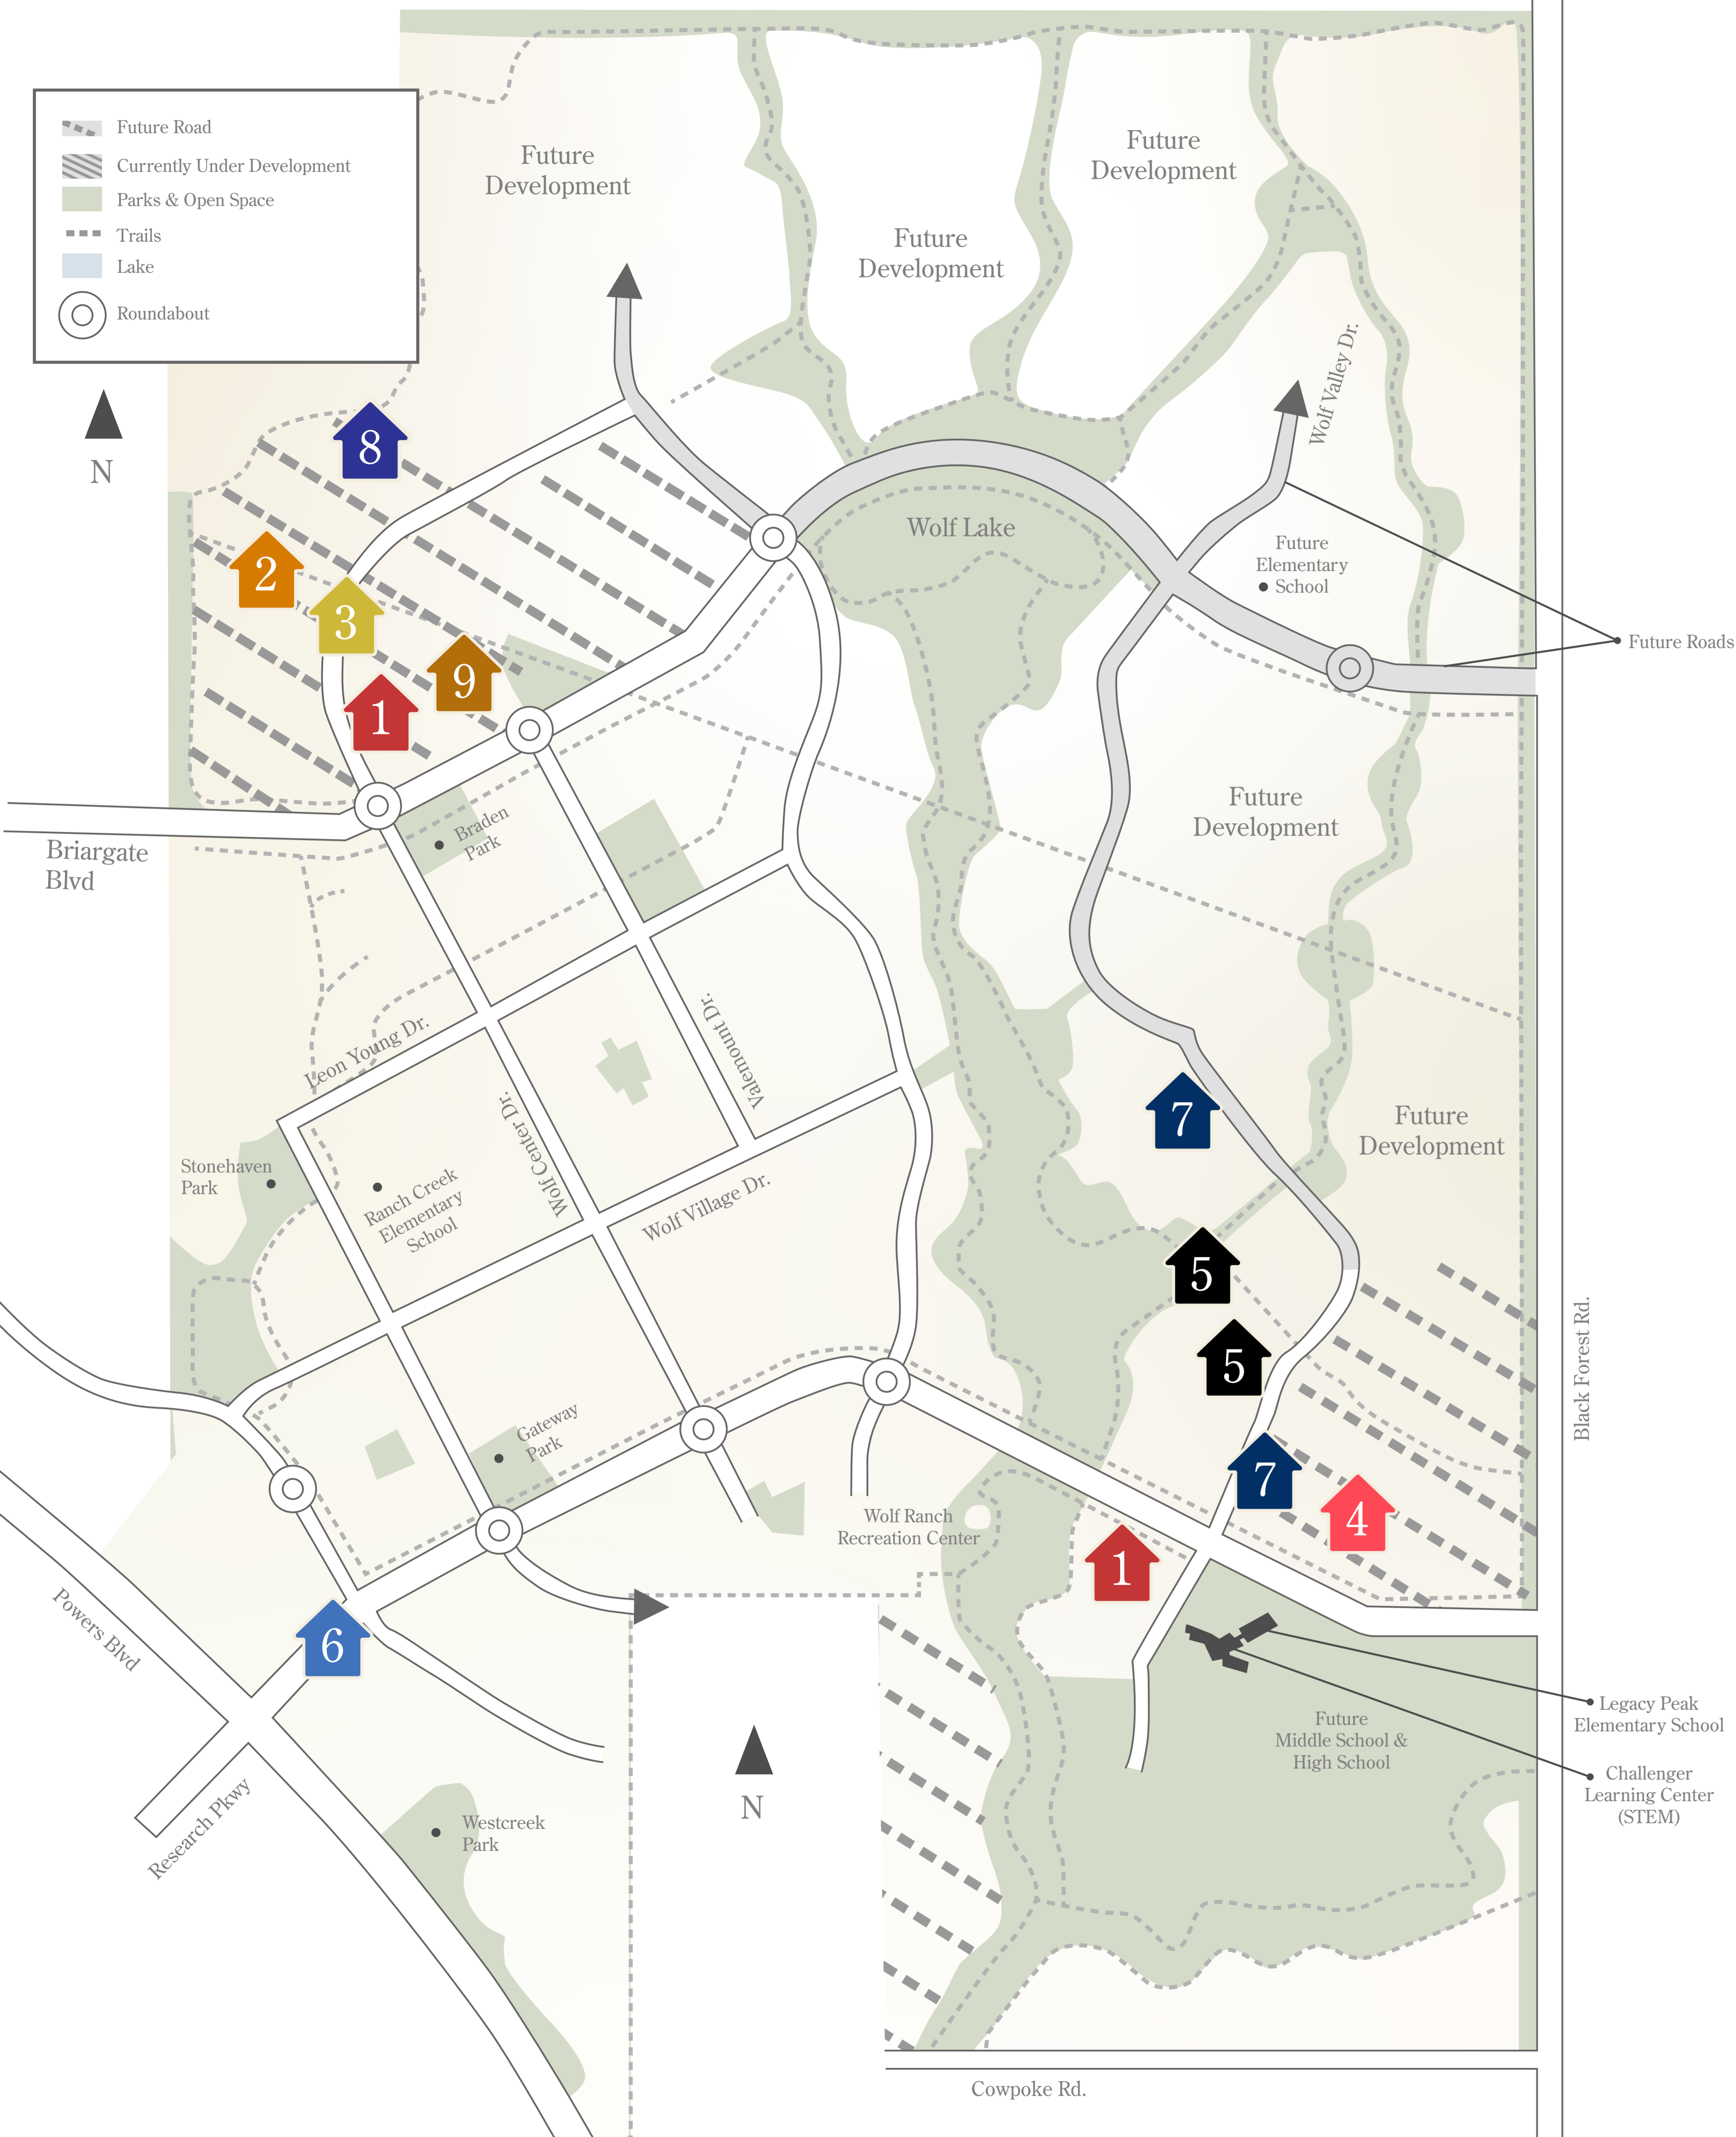 Future Road
Currently Under Development
Parks & Open Space
Trails
Lake
Roundabout
N
Future
Development
Future
Development
Future
Development
Wolf Valley Dr.
8
2
3
9
1
Wolf Lake
Future
Elementary
School
Future Roads
Briargate
Blvd
Braden
Park
Future
Development
Leon Young Dr.
Valemount Dr.
Wolf Center Dr.
7
Future
Development
Stonehaven
Park
Ranch Creek
Elementary
School
Wolf Village Dr.
5
5
Black Forest Rd.
Gateway
Park
7
4
Wolf Ranch
Recreation Center
1
Powers Blvd
6
Legacy Peak
Elementary School
Future
Middle School &
High School
Challenger
Learning Center
(STEM)
N
Research Pkwy
Westcreek
Park
Cowpoke Rd.